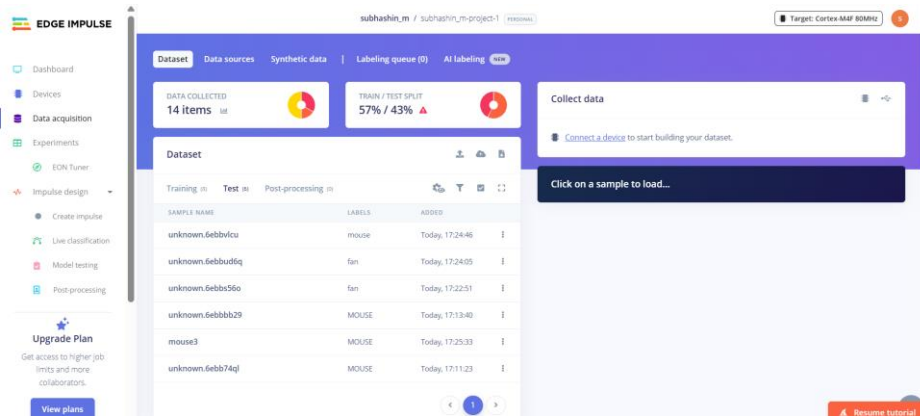 EDGE IMPULSE
subhashin_m / subhashin_m-project-1 PERSONAL
Target: Cortex-M4F 80MHz
S
Dashboard
Devices
Data acquisition
Experiments
EON Tuner
Impulse design
Create impulse
Live classification
Model testing
Post-processing
Upgrade Plan
Get access to higher job
limits and more
collaborators.
View plans
Dataset Data sources Synthetic data | Labeling queue (0) AI labeling NEW
DATA COLLECTED
14 items
TRAIN / TEST SPLIT
57% / 43%
Dataset
Training (8) Test (6) Post-processing (0)
SAMPLE NAME LABELS ADDED
unknown.6ebbvlcu mouse Today, 17:24:46
unknown.6ebbud6q fan Today, 17:24:05
unknown.6ebbs56o fan Today, 17:22:51
unknown.6ebbbb29 MOUSE Today, 17:13:40
mouse3 MOUSE Today, 17:25:33
unknown.6ebb74ql MOUSE Today, 17:11:23
< 1 >
Collect data
Connect a device to start building your dataset.
Click on a sample to load...
Resume tutorial